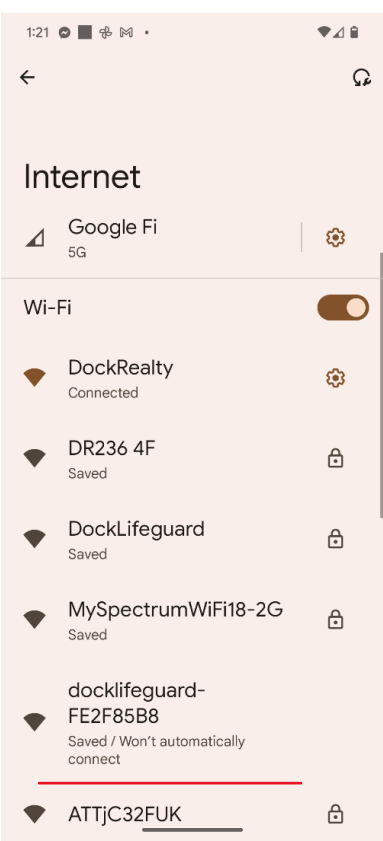 1:21
Internet
Google Fi
5G
Wi-Fi
DockRealty
Connected
DR236 4F
Saved
DockLifeguard
Saved
MySpectrumWiFi18-2G
Saved
docklifeguard-
FE2F85B8
Saved / Won't automatically
connect
ATTjC32FUK